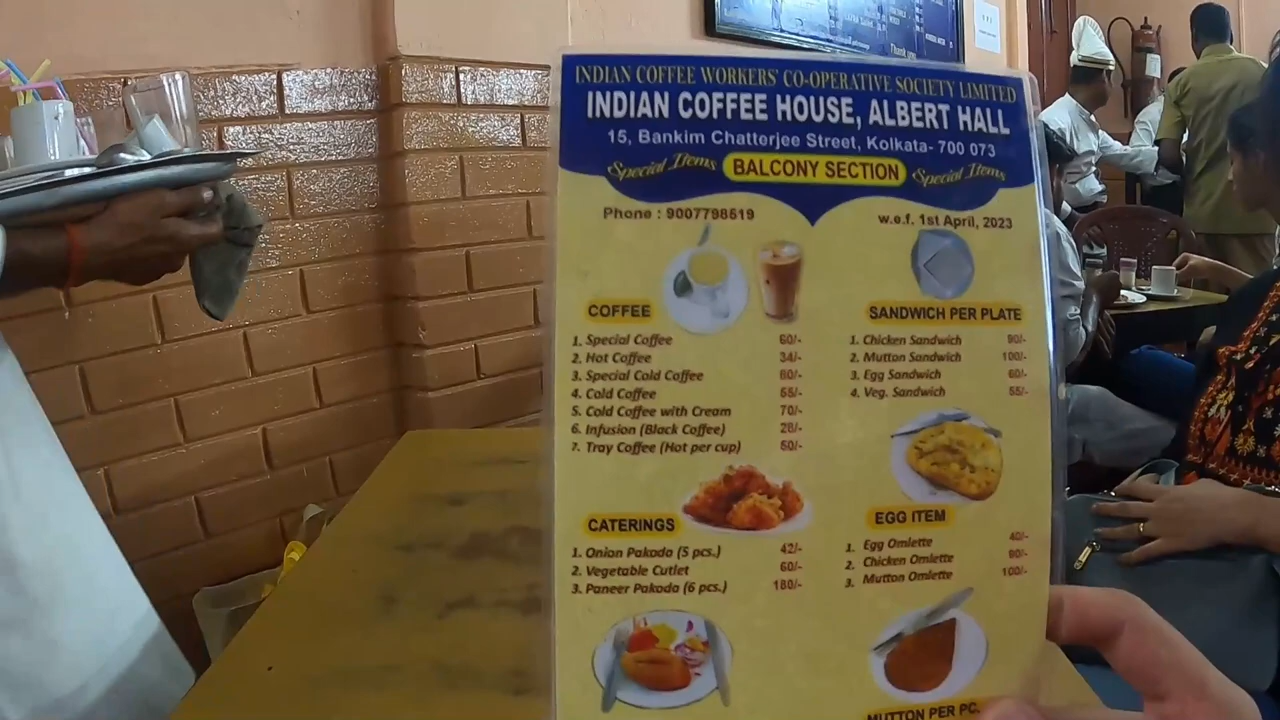 INDIAN COFFEE WORKERS' CO-OPERATIVE SOCIETY LIMITED
INDIAN COFFEE HOUSE, ALBERT HALL
15, Bankim Chatterjee Street, Kolkata- 700 073
Special Items BALCONY SECTION Special Items
Phone : 9007798519
w.e.f. 1st April, 2023
COFFEE
1. Special Coffee 60/-
2. Hot Coffee 34/-
3. Special Cold Coffee 80/-
4. Cold Coffee 55/-
5. Cold Coffee with Cream 70/-
6. Infusion (Black Coffee) 28/-
7. Tray Coffee (Hot per cup) 50/-
SANDWICH PER PLATE
1. Chicken Sandwich 90/-
2. Mutton Sandwich 100/-
3. Egg Sandwich 60/-
4. Veg. Sandwich 55/-
CATERINGS
1. Onion Pakoda (5 pcs.) 42/-
2. Vegetable Cutlet 60/-
3. Paneer Pakoda (6 pcs.) 180/-
EGG ITEM
1. Egg Omlette 40/-
2. Chicken Omlette 90/-
3. Mutton Omlette 100/-
MUTTON PER PC.
Thank you